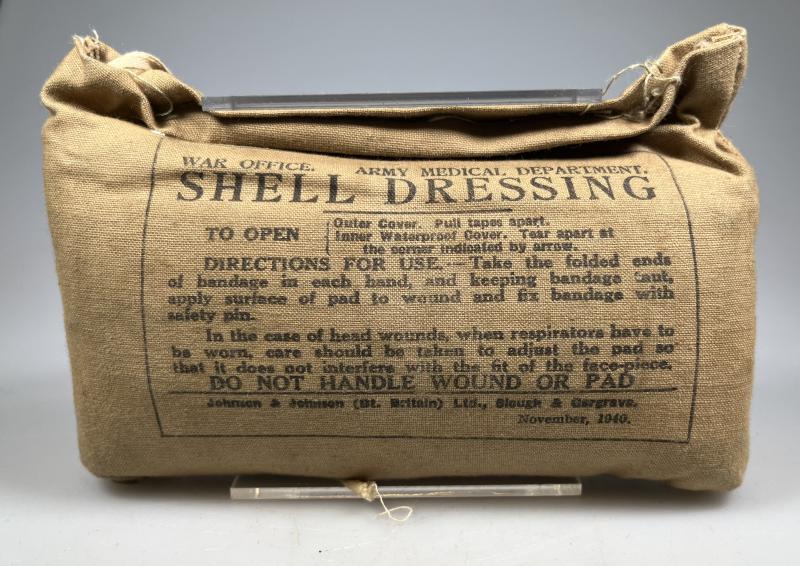 WAR OFFICE. ARMY MEDICAL DEPARTMENT.
SHELL DRESSING
TO OPEN
Outer Cover. Pull tapes apart.
Inner Waterproof Cover. Tear apart at
the corner indicated by arrow.
DIRECTIONS FOR USE.—Take the folded ends
of bandage in each hand, and keeping bandage taut,
apply surface of pad to wound and fix bandage with
safety pin.
In the case of head wounds, when respirators have to
be worn, care should be taken to adjust the pad so
that it does not interfere with the fit of the face-piece.
DO NOT HANDLE WOUND OR PAD
Johnson & Johnson (Gt. Britain) Ltd., Slough & Gargrave.
November, 1940.